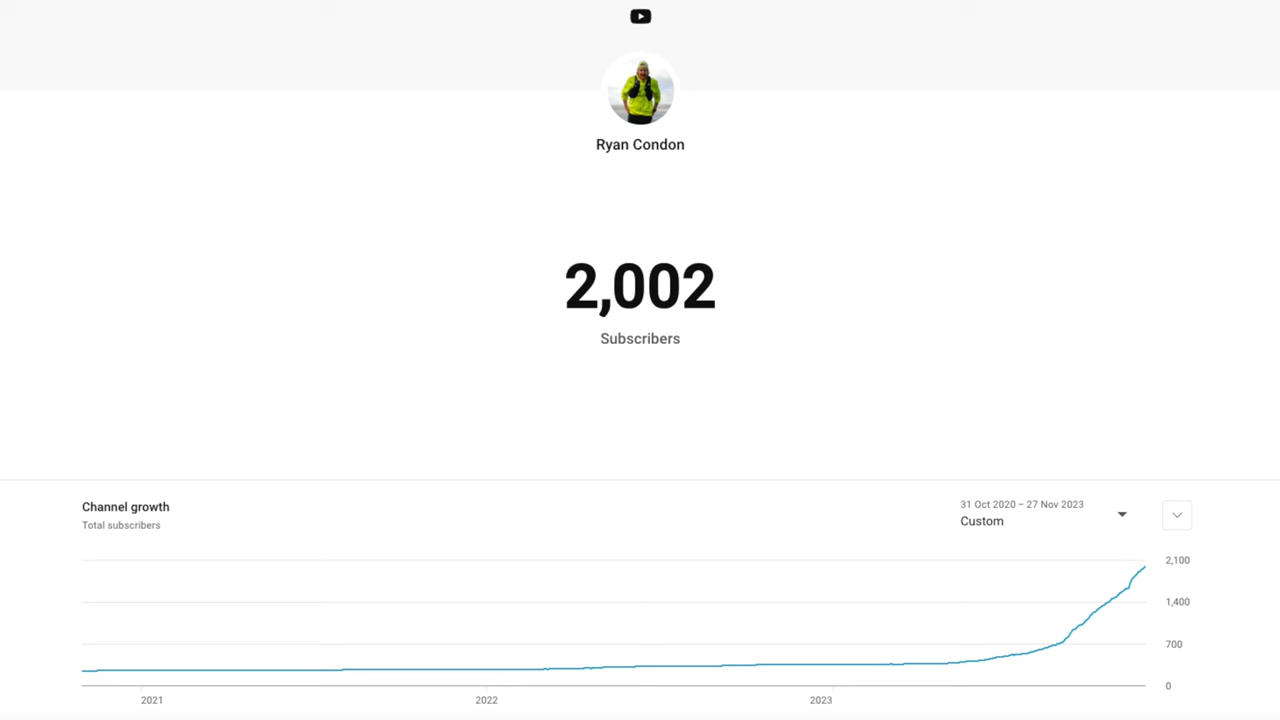 Ryan Condon
2,002
Subscribers
Channel growth
Total subscribers
31 Oct 2020 – 27 Nov 2023
Custom
2,100
1,400
700
0
2021
2022
2023